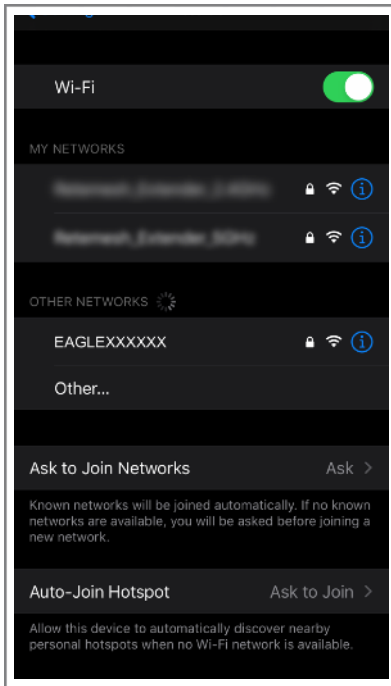 Wi-Fi
MY NETWORKS
OTHER NETWORKS
EAGLEXXXXXX
Other...
Ask to Join Networks Ask >
Known networks will be joined automatically. If no known
networks are available, you will be asked before joining a
new network.
Auto-Join Hotspot Ask to Join >
Allow this device to automatically discover nearby
personal hotspots when no Wi-Fi network is available.